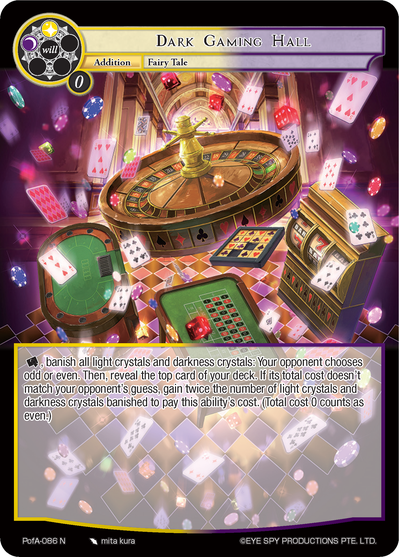 Dark Gaming Hall
will
Addition Fairy Tale
0
, banish all light crystals and darkness crystals: Your opponent chooses
odd or even. Then, reveal the top card of your deck. If its total cost doesn't
match your opponent's guess, gain twice the number of light crystals and
darkness crystals banished to pay this ability's cost. (Total cost 0 counts as
even.)
PofA-086 N mita kura ©EYE SPY PRODUCTIONS PTE. LTD.